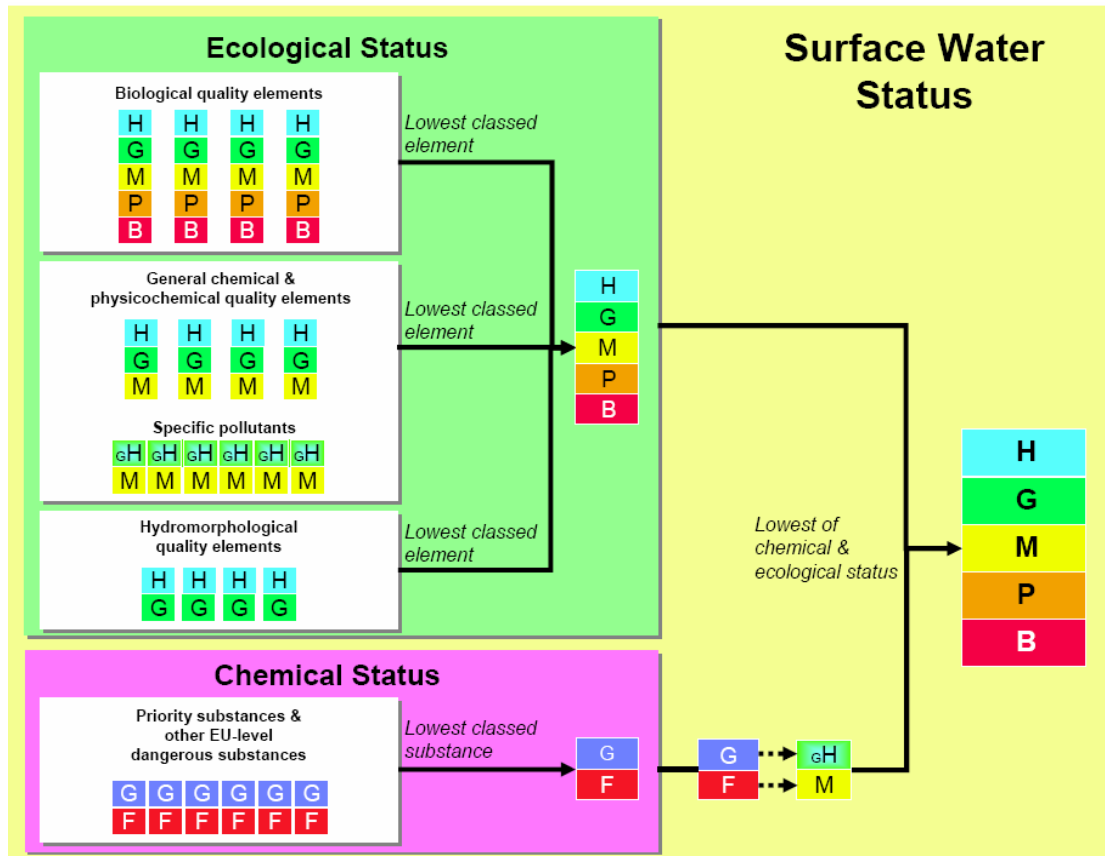 Ecological Status
Surface Water
Status
Biological quality elements
H H H H
G G G G
M M M M
P P P P
B B B B
Lowest classed
element
General chemical &
physicochemical quality elements
H H H H
G G G G
M M M M
Lowest classed
element
Specific pollutants
GH GH GH GH GH GH
M M M M M M
Hydromorphological
quality elements
H H H H
G G G G
Lowest classed
element
H
G
M
P
B
Lowest of
chemical &
ecological status
H
G
M
P
B
Chemical Status
Priority substances &
other EU-level
dangerous substances
G G G G G G
F F F F F F
Lowest classed
substance
G
F
G
F
GH
M